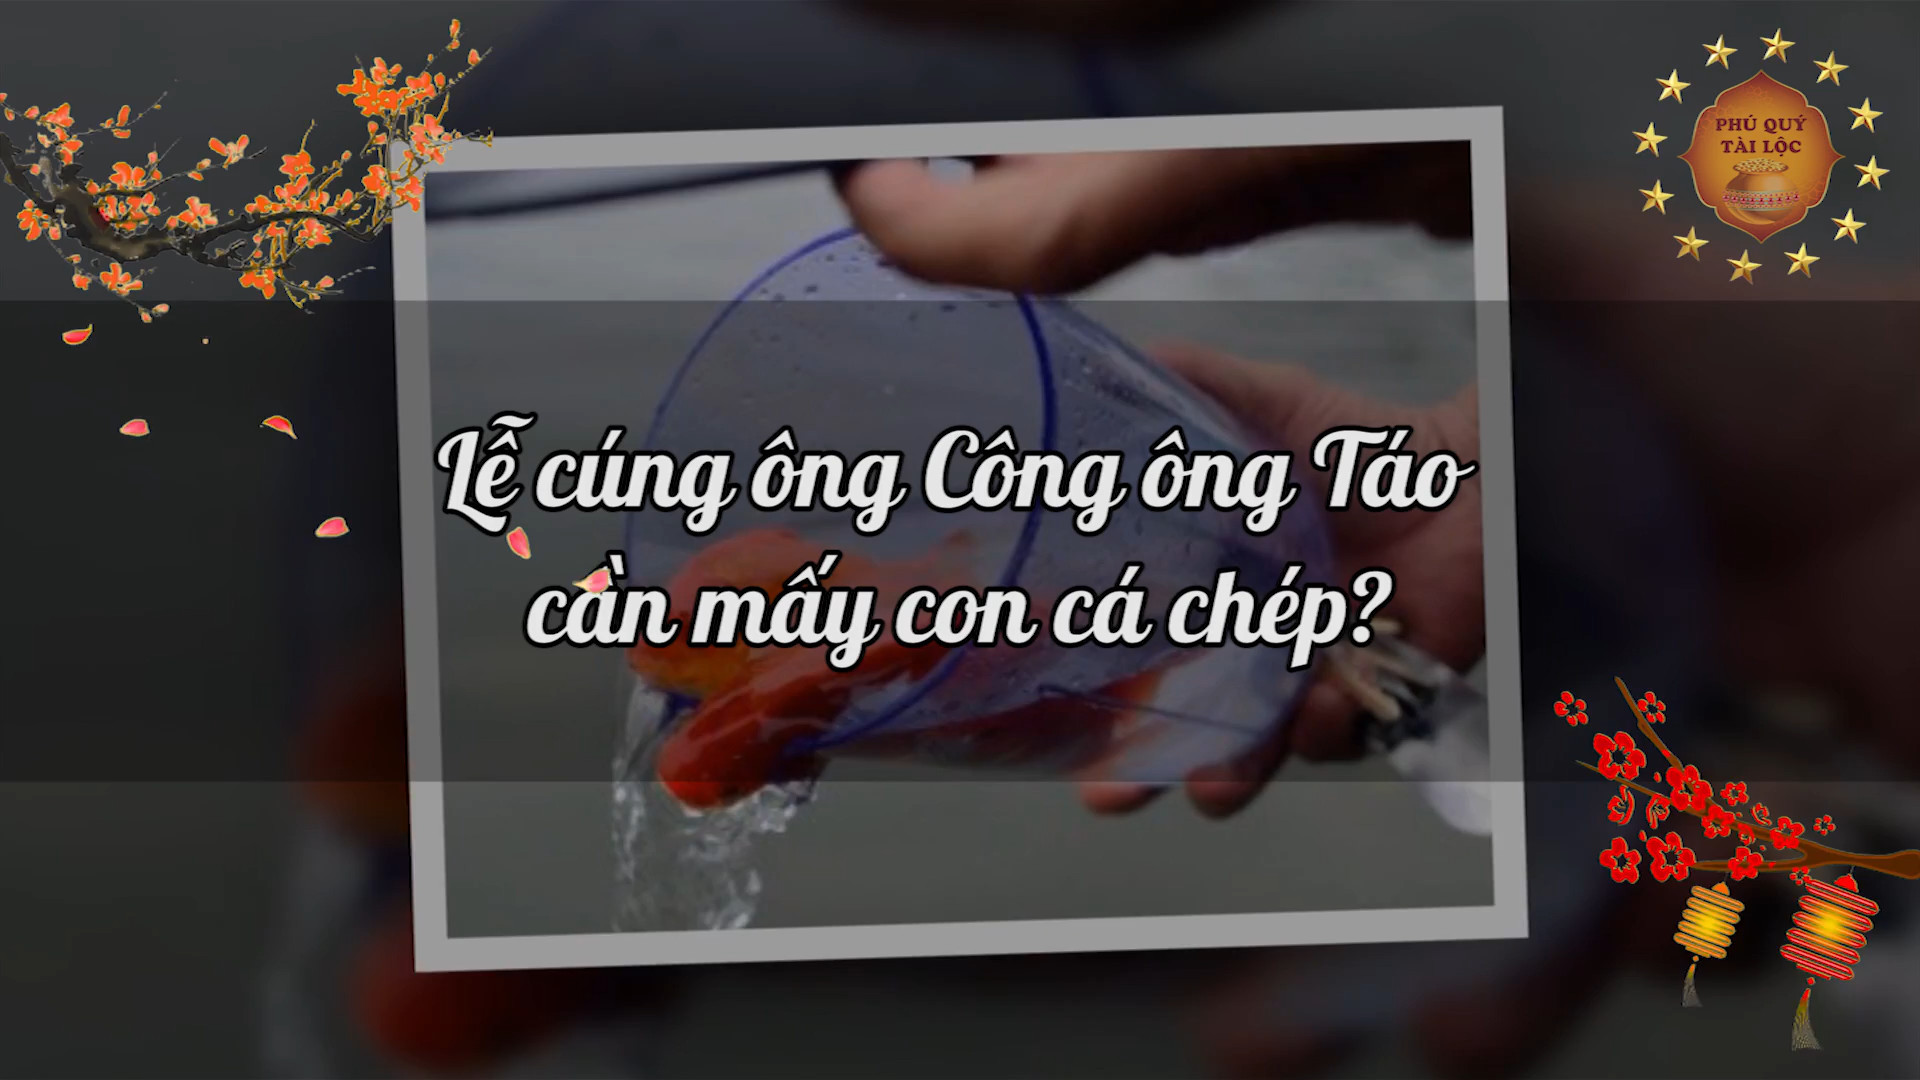 PHÚ QUÝ
TÀI LỘC
Lễ cúng ông Công ông Táo
cần mấy con cá chép?